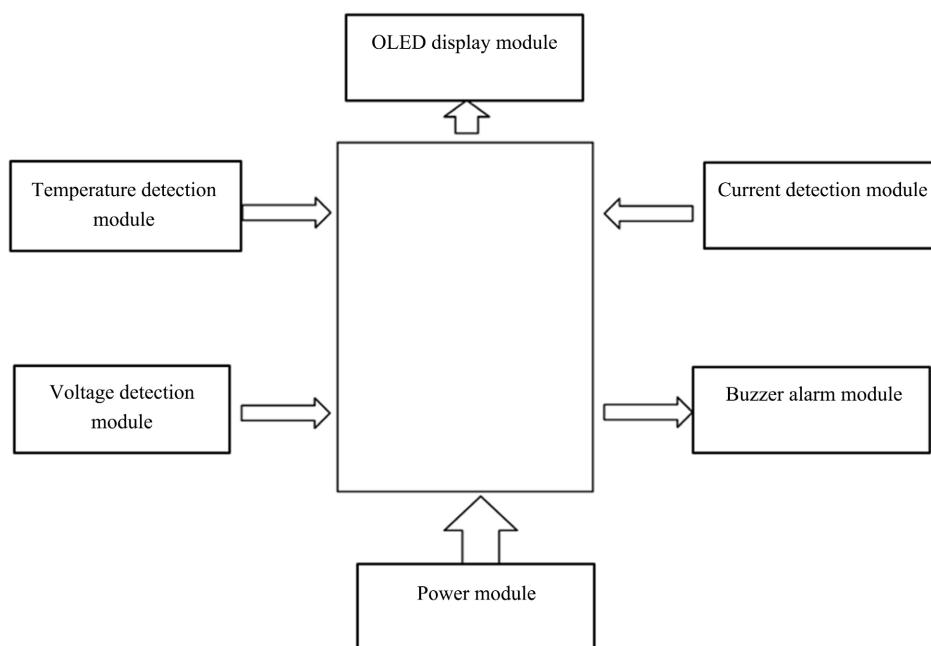 OLED display module
Temperature detection
module
Current detection module
Voltage detection
module
Buzzer alarm module
Power module